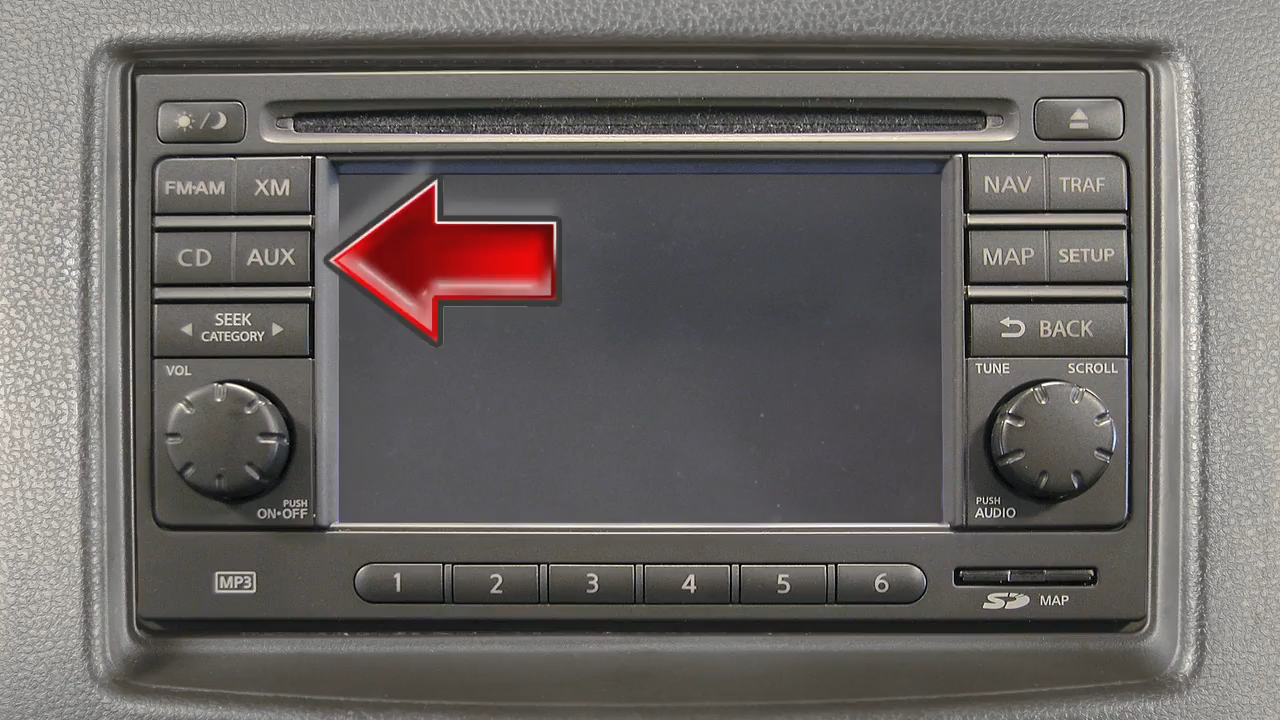 FM•AM XM
CD AUX
SEEK
CATEGORY
VOL
PUSH
ON•OFF
NAV TRAF
MAP SETUP
BACK
TUNE SCROLL
PUSH
AUDIO
MP3
1 2 3 4 5 6
SD MAP